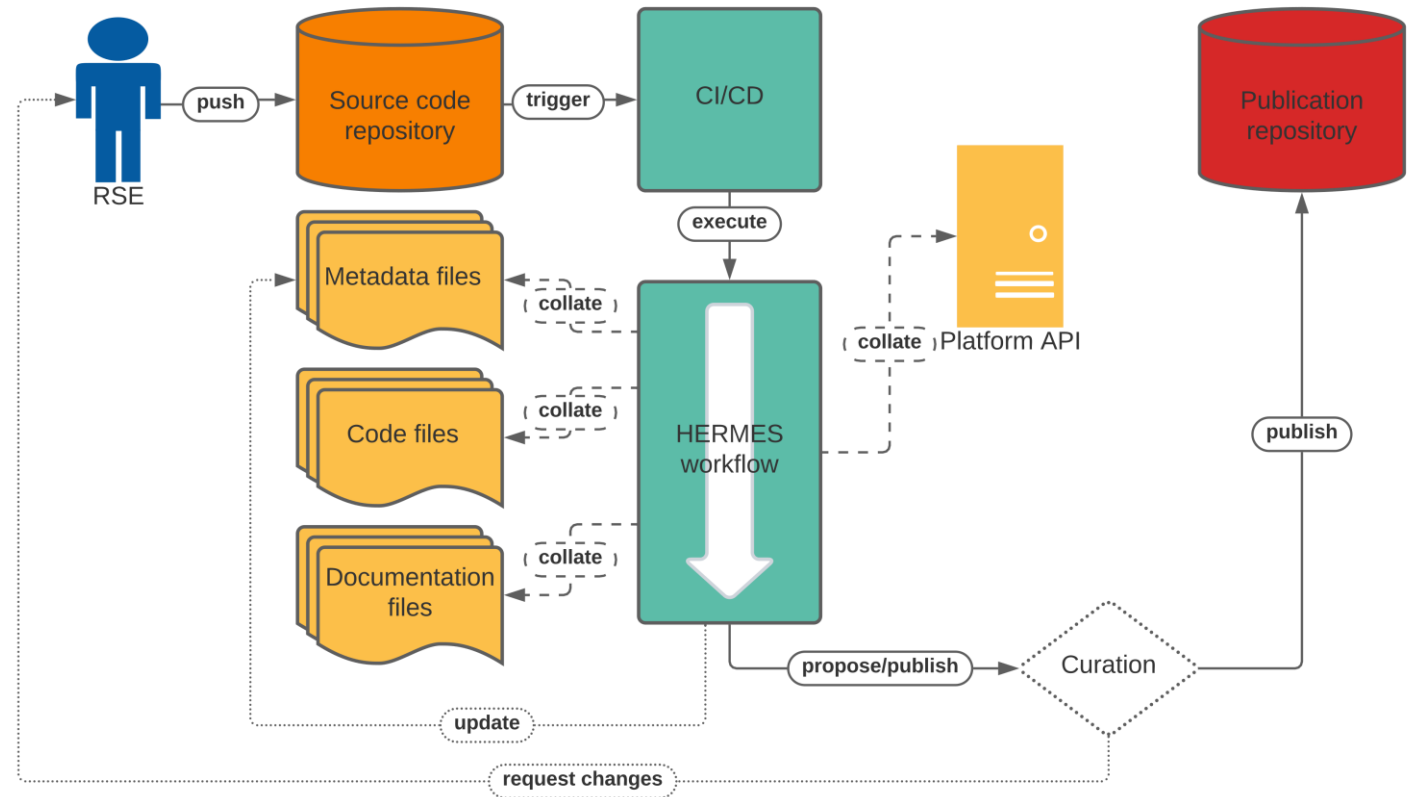 push
Source code
repository
trigger
CI/CD
Publication
repository
RSE
execute
Metadata files
collate
collate
Platform API
Code files
collate
HERMES
workflow
publish
Documentation
files
collate
propose/publish
Curation
update
request changes